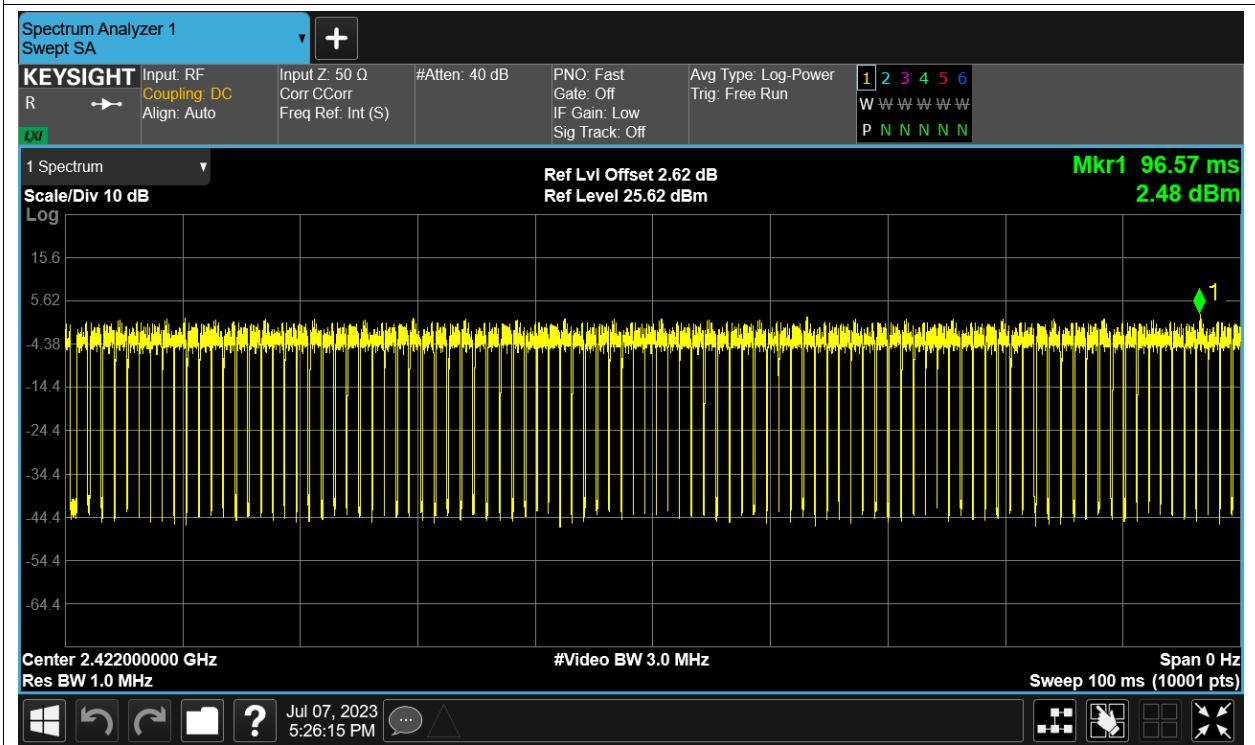 Spectrum Analyzer 1
Swept SA
KEYSIGHT
R
LXI
Input: RF
Coupling: DC
Align: Auto
Input Z: 50 Ω
Corr CCorr
Freq Ref: Int (S)
#Atten: 40 dB
PNO: Fast
Gate: Off
IF Gain: Low
Sig Track: Off
Avg Type: Log-Power
Trig: Free Run
1 2 3 4 5 6
W W W W W W
P N N N N N
1 Spectrum
Scale/Div 10 dB
Log
Ref Lvl Offset 2.62 dB
Ref Level 25.62 dBm
Mkr1 96.57 ms
2.48 dBm
15.6
5.62
1
-4.38
-14.4
-24.4
-34.4
-44.4
-54.4
-64.4
Center 2.422000000 GHz
Res BW 1.0 MHz
#Video BW 3.0 MHz
Span 0 Hz
Sweep 100 ms (10001 pts)
?
Jul 07, 2023
5:26:15 PM